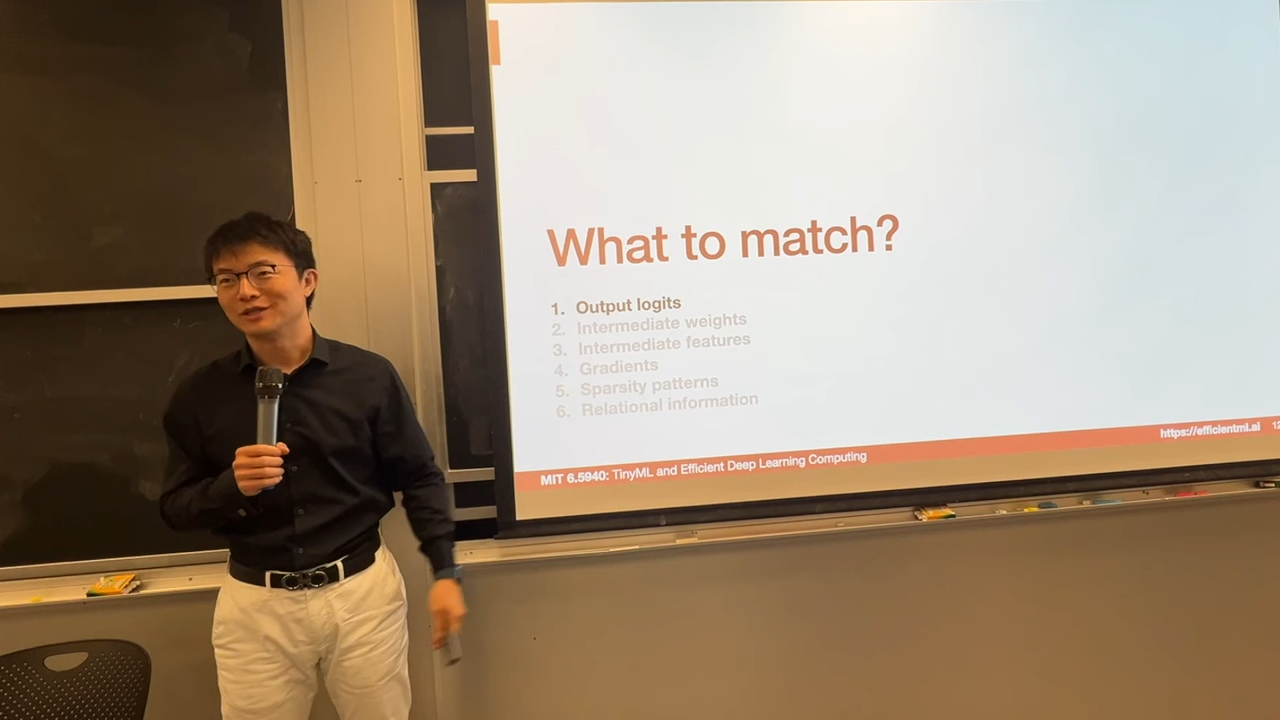 What to match?
1. Output logits
2. Intermediate weights
3. Intermediate features
4. Gradients
5. Sparsity patterns
6. Relational information
https://efficientml.ai
MIT 6.5940: TinyML and Efficient Deep Learning Computing